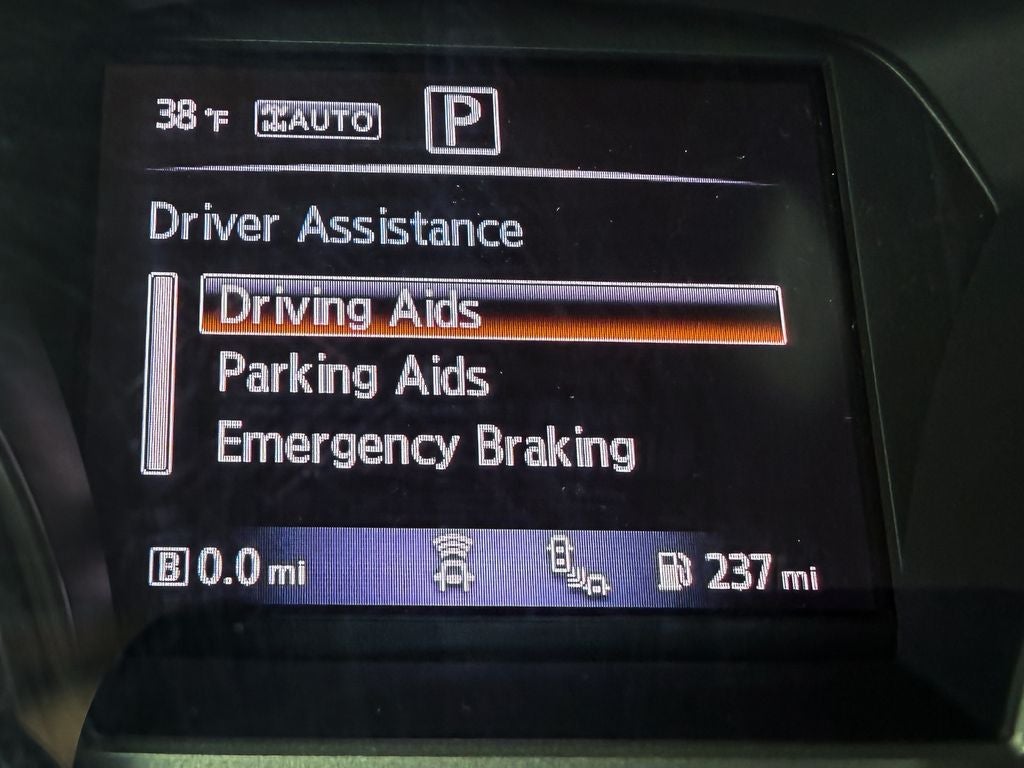 38 °F AUTO P
Driver Assistance
Driving Aids
Parking Aids
Emergency Braking
B 0.0 mi 237 mi